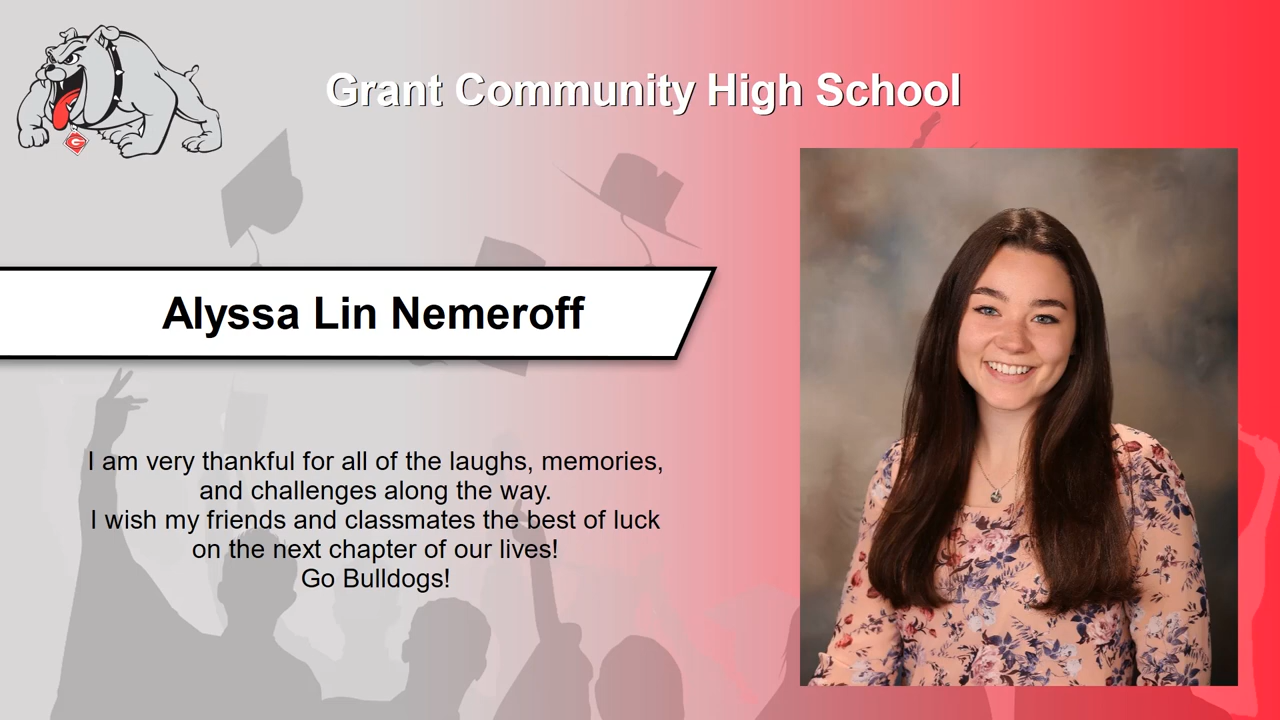 Grant Community High School
G
Alyssa Lin Nemeroff
I am very thankful for all of the laughs, memories,
and challenges along the way.
I wish my friends and classmates the best of luck
on the next chapter of our lives!
Go Bulldogs!